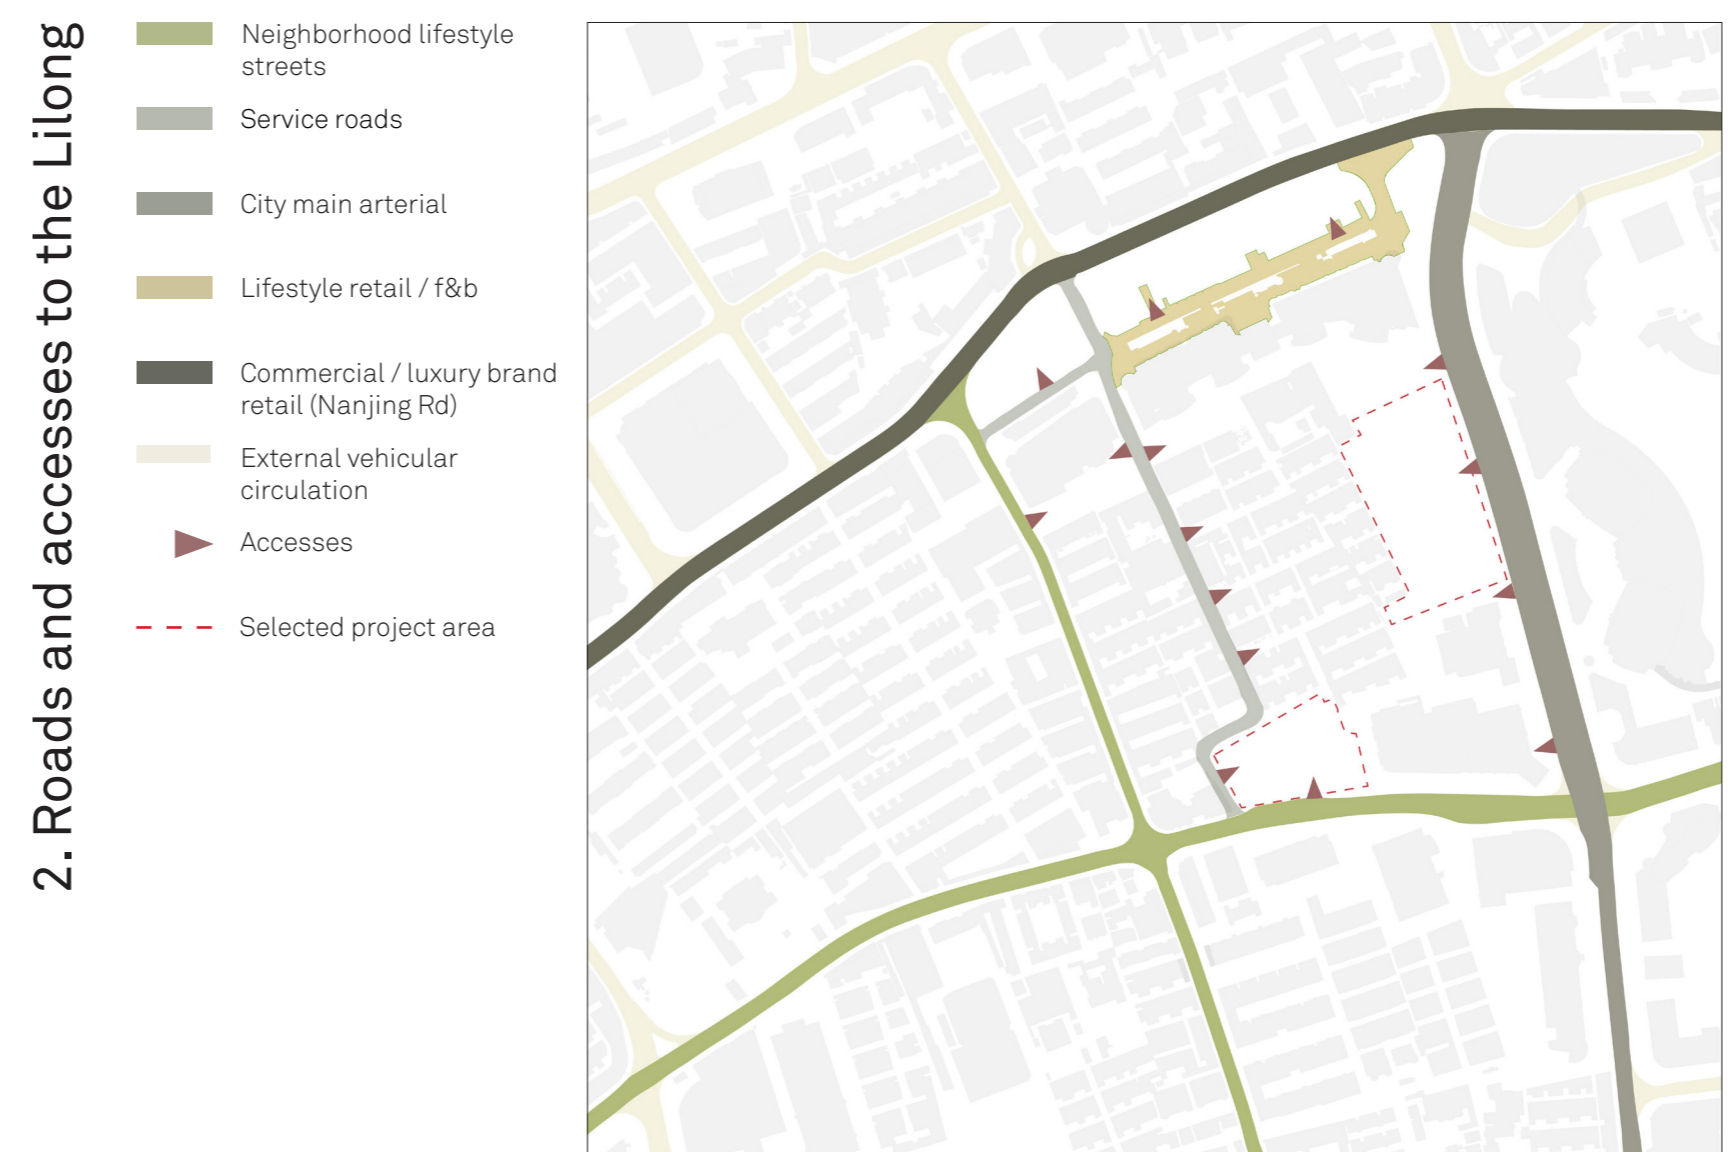 2. Roads and accesses to the Lilong
Neighborhood lifestyle
streets
Service roads
City main arterial
Lifestyle retail / f&b
Commercial / luxury brand
retail (Nanjing Rd)
External vehicular
circulation
Accesses
Selected project area